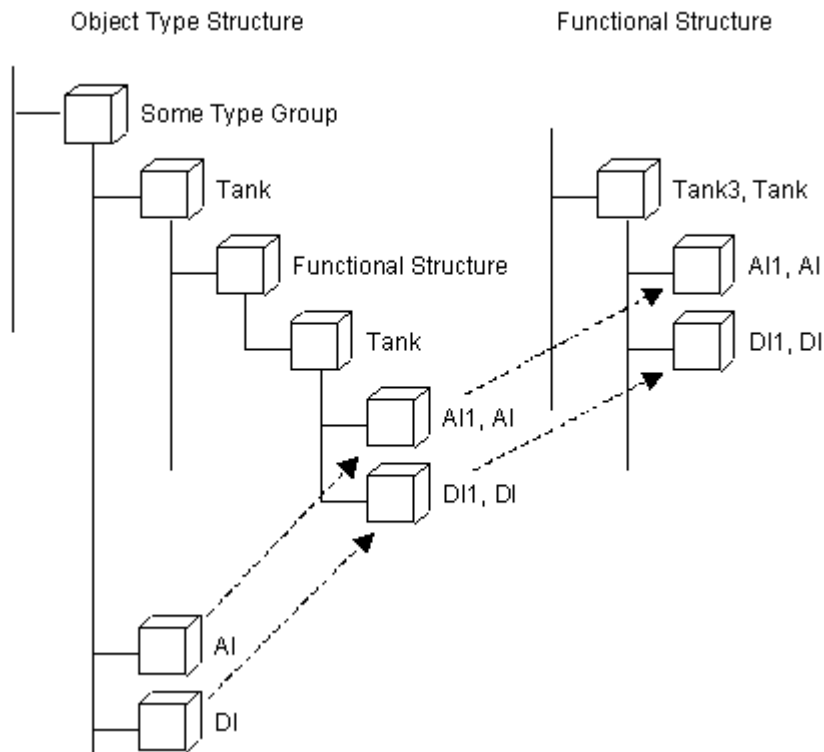 Object Type Structure
Functional Structure
Some Type Group
Tank
Tank3, Tank
Functional Structure
AI1, AI
Tank
DI1, DI
AI1, AI
DI1, DI
AI
DI